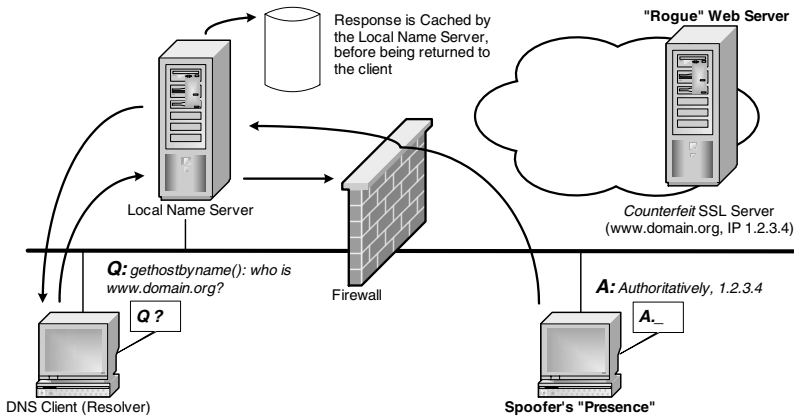 Response is Cached by
the Local Name Server,
before being returned to
the client
"Rogue" Web Server
Local Name Server
Counterfeit SSL Server
(www.domain.org, IP 1.2.3.4)
Q: gethostbyname(): who is
www.domain.org?
Firewall
A: Authoritatively, 1.2.3.4
Q ?
A._
DNS Client (Resolver)
Spoofer's "Presence"